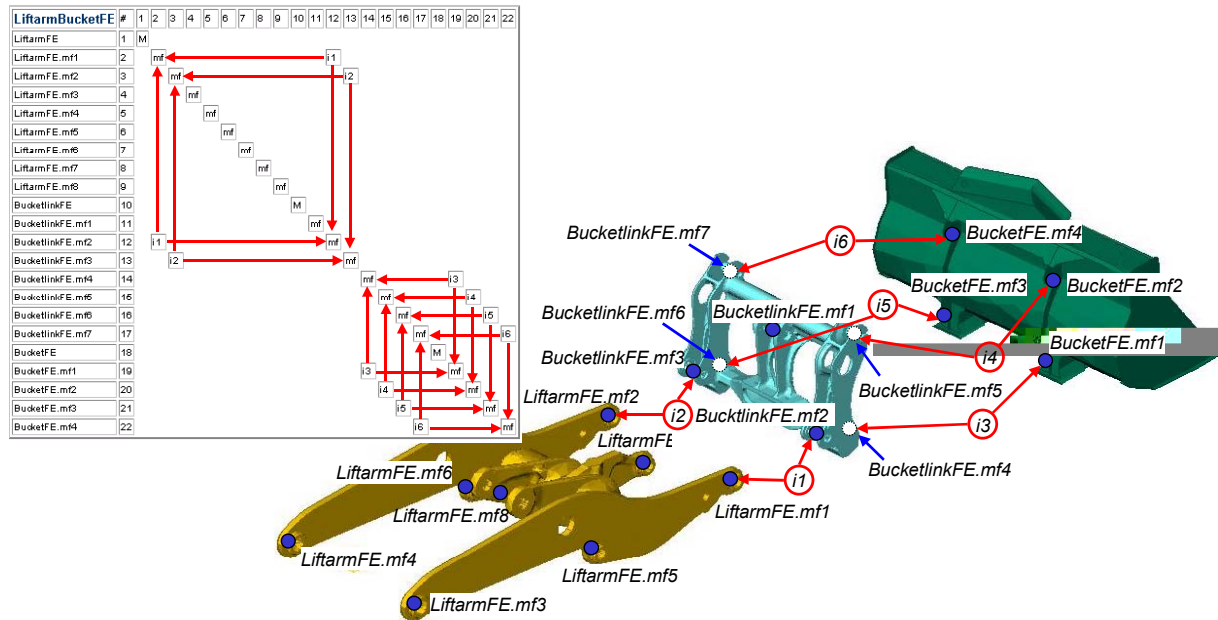 LiftarmBucketFE # 1 2 3 4 5 6 7 8 9 10 11 12 13 14 15 16 17 18 19 20 21 22
LiftarmFE 1 M
LiftarmFE.mf1 2 mf i1
LiftarmFE.mf2 3 mf i2
LiftarmFE.mf3 4 mf
LiftarmFE.mf4 5 mf
LiftarmFE.mf5 6 mf
LiftarmFE.mf6 7 mf
LiftarmFE.mf7 8 mf
LiftarmFE.mf8 9 mf
BucketlinkFE 10 M
BucketlinkFE.mf1 11 mf
BucketlinkFE.mf2 12 i1 mf
BucketlinkFE.mf3 13 i2 mf
BucketlinkFE.mf4 14 mf i3
BucketlinkFE.mf5 15 mf i4
BucketlinkFE.mf6 16 mf i5
BucketlinkFE.mf7 17 mf i6
BucketFE 18 M
BucketFE.mf1 19 i3 mf
BucketFE.mf2 20 i4 mf
BucketFE.mf3 21 i5 mf
BucketFE.mf4 22 i6 mf
BucketlinkFE.mf7
i6
BucketFE.mf4
BucketFE.mf3
BucketFE.mf2
BucketlinkFE.mf6
BucketlinkFE.mf1
i5
BucketFE.mf1
i4
BucketlinkFE.mf3
BucketlinkFE.mf5
LiftarmFE.mf2
i2
BucktlinkFE.mf2
i3
LiftarmFE
BucketlinkFE.mf4
LiftarmFE.mf6
i1
LiftarmFE.mf8
LiftarmFE.mf1
LiftarmFE.mf4
LiftarmFE.mf5
LiftarmFE.mf3